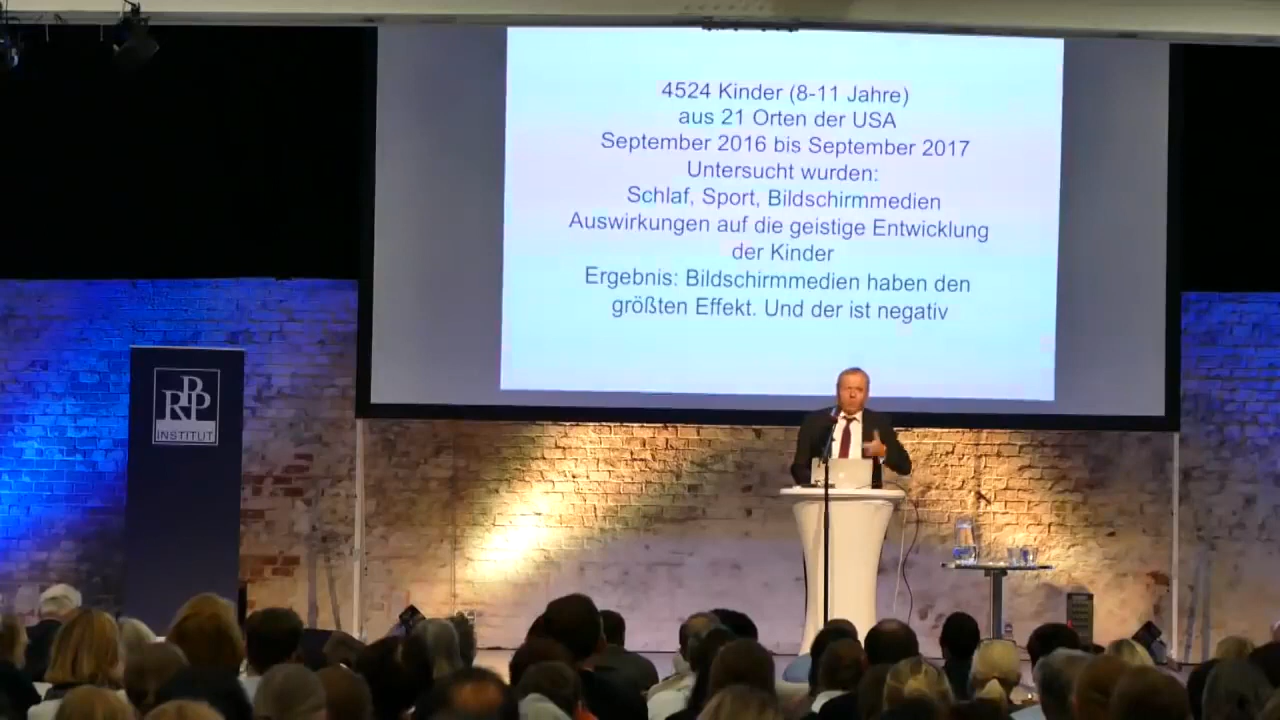 4524 Kinder (8-11 Jahre)
aus 21 Orten der USA
September 2016 bis September 2017
Untersucht wurden:
Schlaf, Sport, Bildschirmmedien
Auswirkungen auf die geistige Entwicklung
der Kinder
Ergebnis: Bildschirmmedien haben den
größten Effekt. Und der ist negativ
RPP
INSTITUT